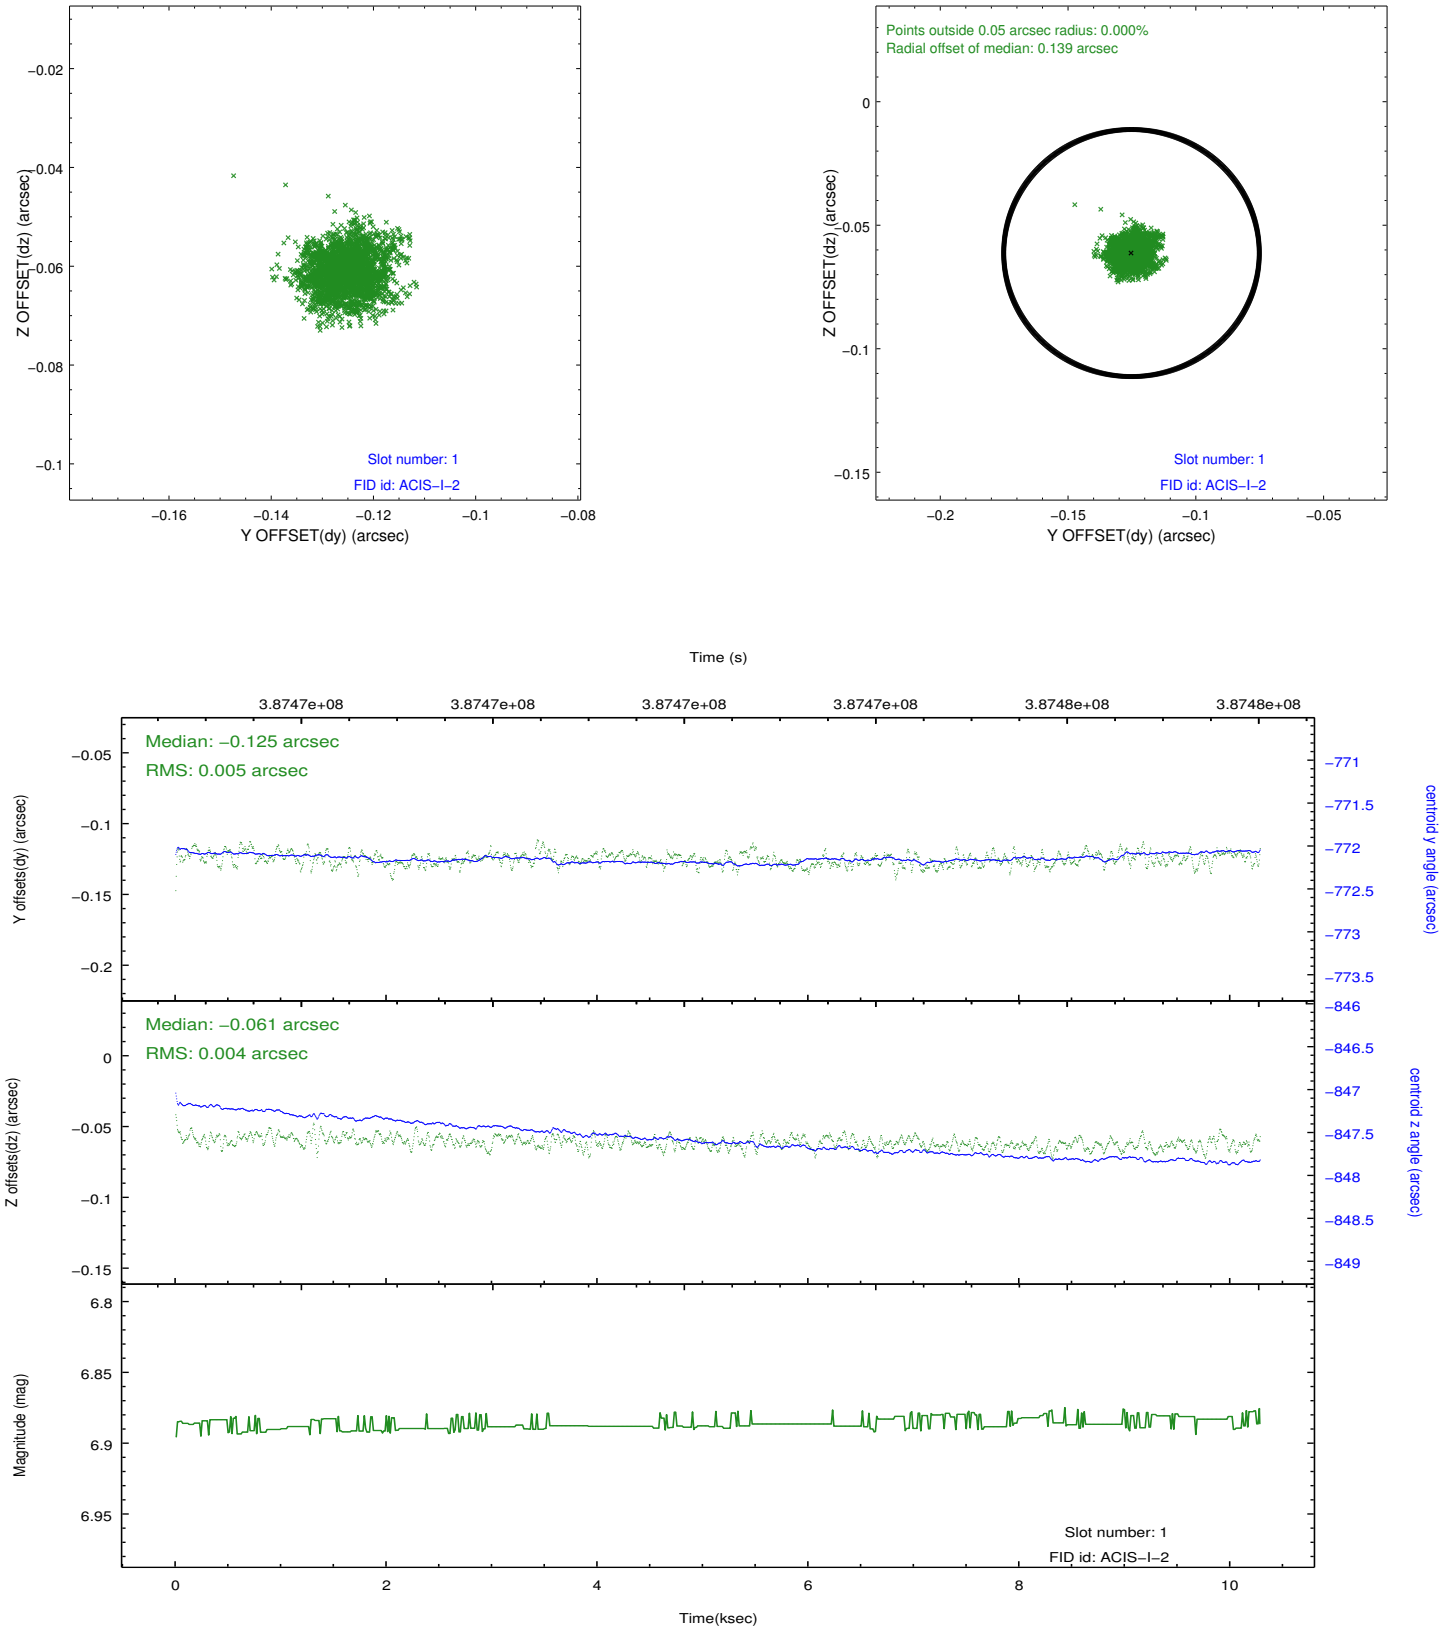 −0.02
−0.04
−0.06
−0.08
−0.1
Z OFFSET(dz) (arcsec)
Slot number: 1
FID id: ACIS−I−2
−0.16
−0.14
−0.12
−0.1
−0.08
Y OFFSET(dy) (arcsec)
Points outside 0.05 arcsec radius: 0.000%
Radial offset of median: 0.139 arcsec
0
−0.05
−0.1
−0.15
Z OFFSET(dz) (arcsec)
Slot number: 1
FID id: ACIS−I−2
−0.2
−0.15
−0.1
−0.05
Y OFFSET(dy) (arcsec)
Time (s)
3.8747e+08
3.8747e+08
3.8747e+08
3.8747e+08
3.8748e+08
3.8748e+08
Median: −0.125 arcsec
RMS: 0.005 arcsec
−0.05
−0.1
−0.15
−0.2
Y offsets(dy) (arcsec)
−771
−771.5
−772
−772.5
−773
−773.5
centroid y angle (arcsec)
Median: −0.061 arcsec
RMS: 0.004 arcsec
0
−0.05
−0.1
−0.15
Z offsets(dz) (arcsec)
−846
−846.5
−847
−847.5
−848
−848.5
−849
centroid z angle (arcsec)
6.8
6.85
6.9
6.95
Magnitude (mag)
Slot number: 1
FID id: ACIS−I−2
0
2
4
6
8
10
Time(ksec)